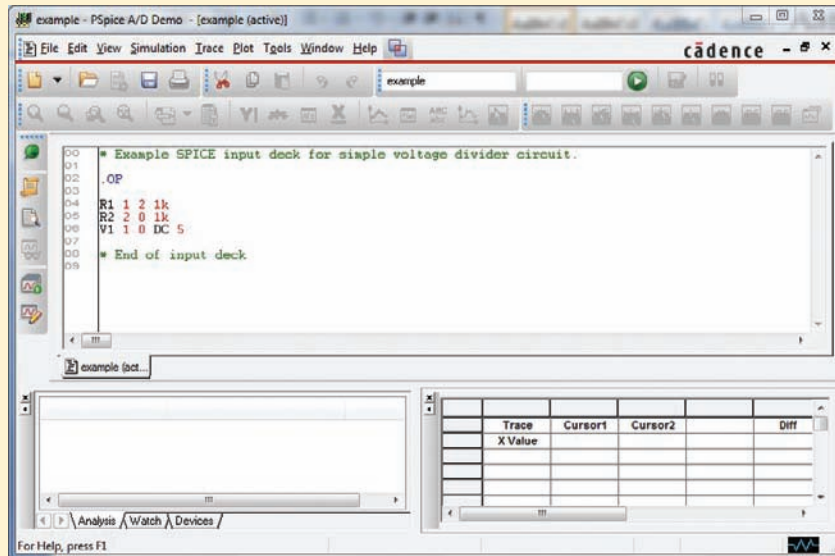 example - PSpice A/D Demo - [example (active)]
File Edit View Simulation Trace Plot Tools Window Help
cādence
example
00 * Example SPICE input deck for simple voltage divider circuit.
01
02 .OP
03
04 R1 1 2 1k
05 R2 2 0 1k
06 V1 1 0 DC 5
07
08 * End of input deck
09
example (act...
Trace Cursor1 Cursor2 Diff
X Value
Analysis Watch Devices
For Help, press F1